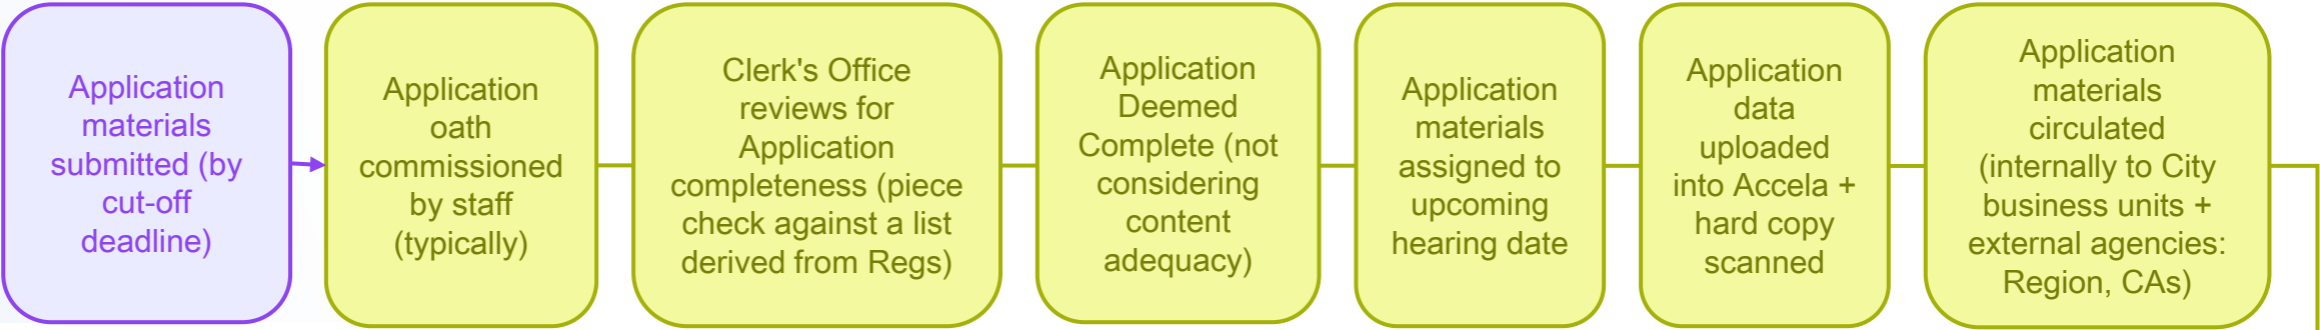 Application
materials
submitted (by
cut-off
deadline)
Application
oath
commissioned
by staff
(typically)
Clerk's Office
reviews for
Application
completeness (piece
check against a list
derived from Regs)
Application
Deemed
Complete (not
considering
content
adequacy)
Application
materials
assigned to
upcoming
hearing date
Application
data
uploaded
into Accela +
hard copy
scanned
Application
materials
circulated
(internally to City
business units +
external agencies:
Region, CAs)